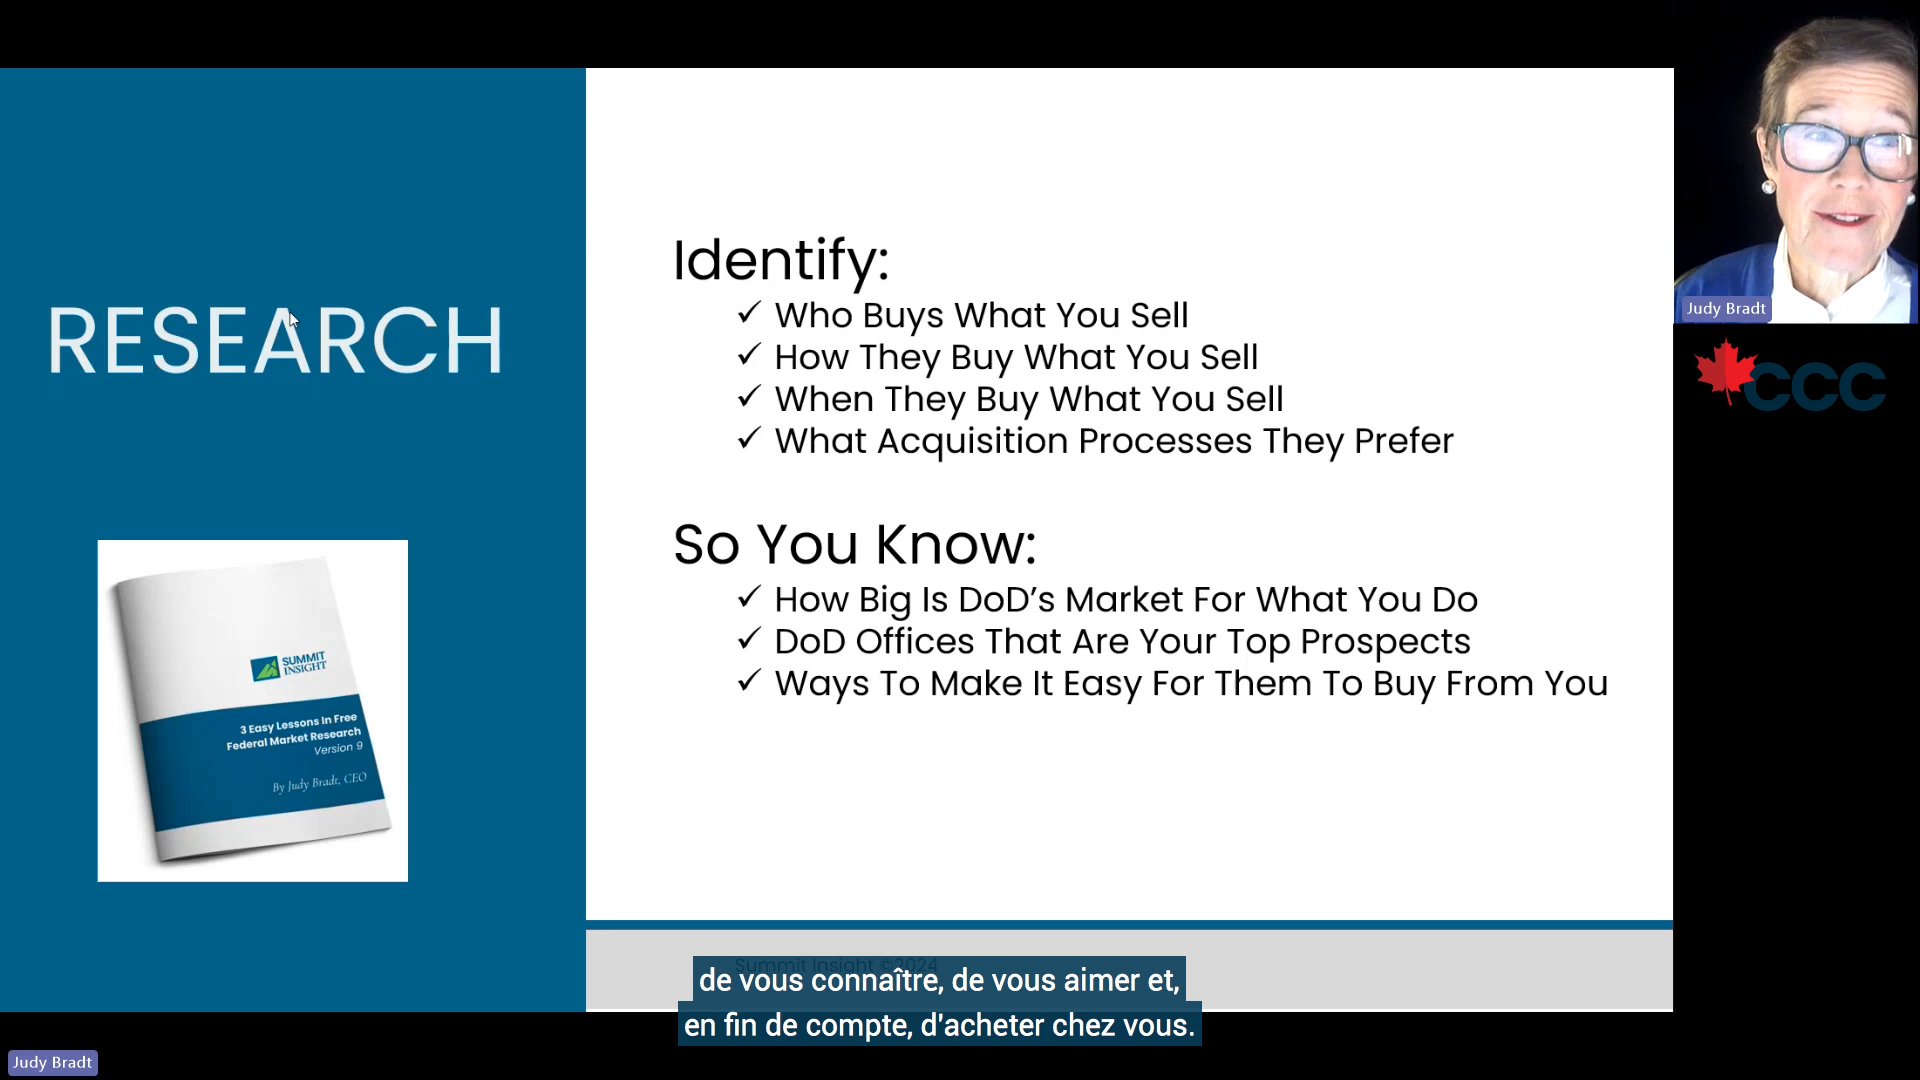 RESEARCH
SUMMIT
INSIGHT
3 Easy Lessons In Free
Federal Market Research
Version 9
By Judy Bradt, CEO
Identify:
✓ Who Buys What You Sell
✓ How They Buy What You Sell
✓ When They Buy What You Sell
✓ What Acquisition Processes They Prefer
So You Know:
✓ How Big Is DoD’s Market For What You Do
✓ DoD Offices That Are Your Top Prospects
✓ Ways To Make It Easy For Them To Buy From You
Summit Insight ©2024
de vous connaître, de vous aimer et,
en fin de compte, d'acheter chez vous.
Judy Bradt
CCC
Judy Bradt